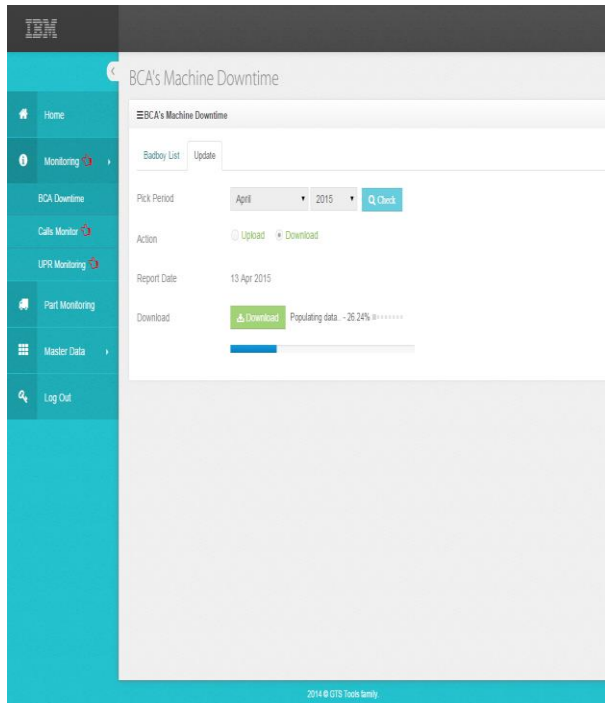 IBM
BCA's Machine Downtime
BCA's Machine Downtime
Home
Monitoring
BCA Downtime
Calls Monitor
UPR Monitoring
Part Monitoring
Master Data
Log Out
Badboy List Update
Pick Period April 2015 Check
Action Upload Download
Report Date 13 Apr 2015
Download Download Populating data.. - 26.24%
2014 © GTS Tools family.